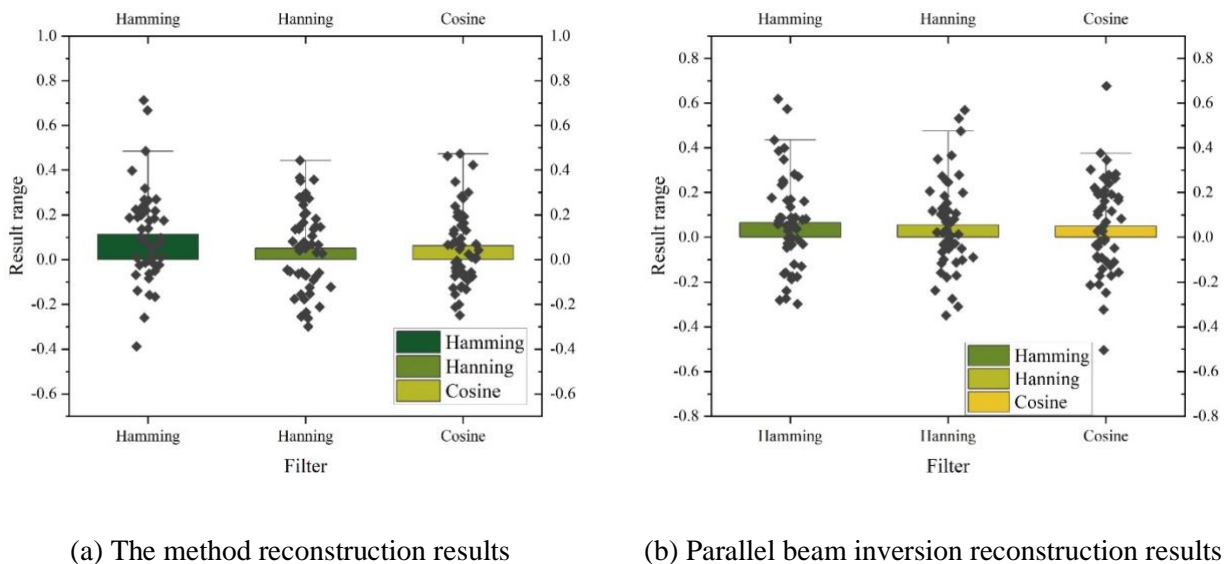 Hamming Hanning Cosine
1.0 1.0
0.8 0.8
0.6 0.6
0.4 0.4
0.2 0.2
0.0 0.0
-0.2 -0.2
-0.4 -0.4
-0.6 -0.6
Result range
Hamming
Hanning
Cosine
Hamming Hanning Cosine
Filter
(a) The method reconstruction results
Hamming Hanning Cosine
0.8 0.8
0.6 0.6
0.4 0.4
0.2 0.2
0.0 0.0
-0.2 -0.2
-0.4 -0.4
-0.6 -0.6
-0.8 -0.8
Result range
Hamming
Hanning
Cosine
Hamming Hanning Cosine
Filter
(b) Parallel beam inversion reconstruction results